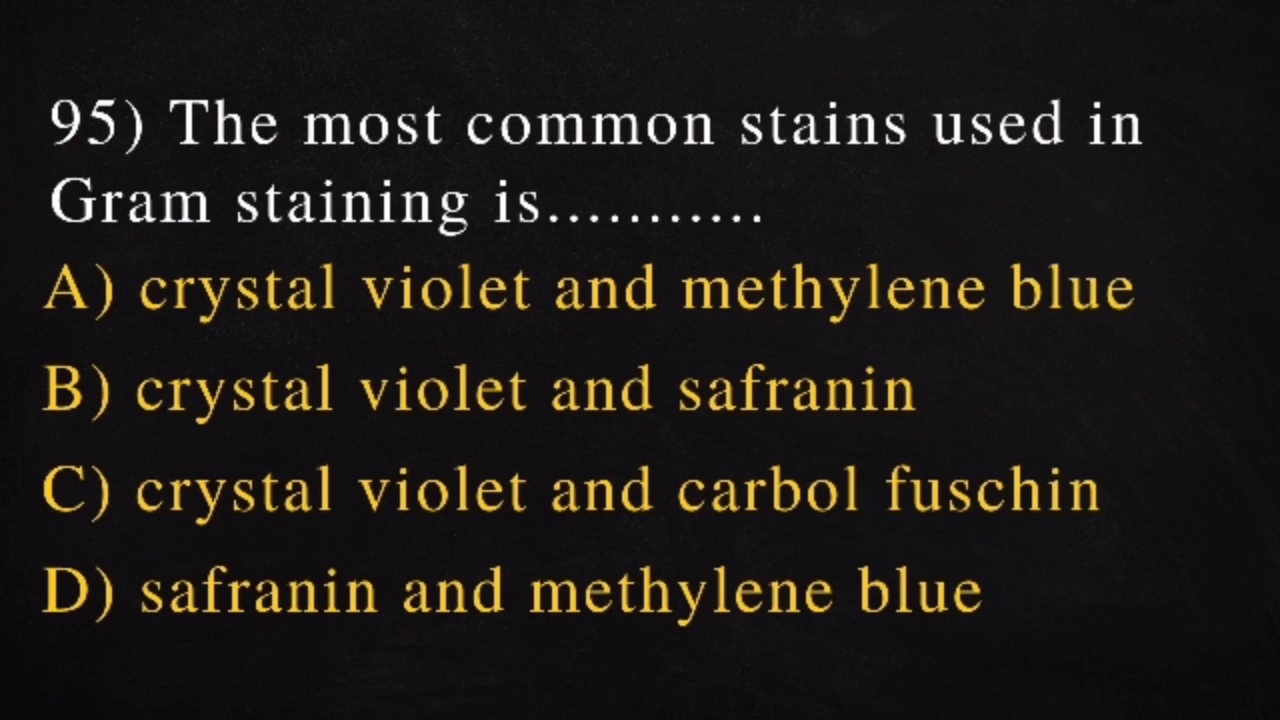 95) The most common stains used in
Gram staining is...........
A) crystal violet and methylene blue
B) crystal violet and safranin
C) crystal violet and carbol fuschin
D) safranin and methylene blue